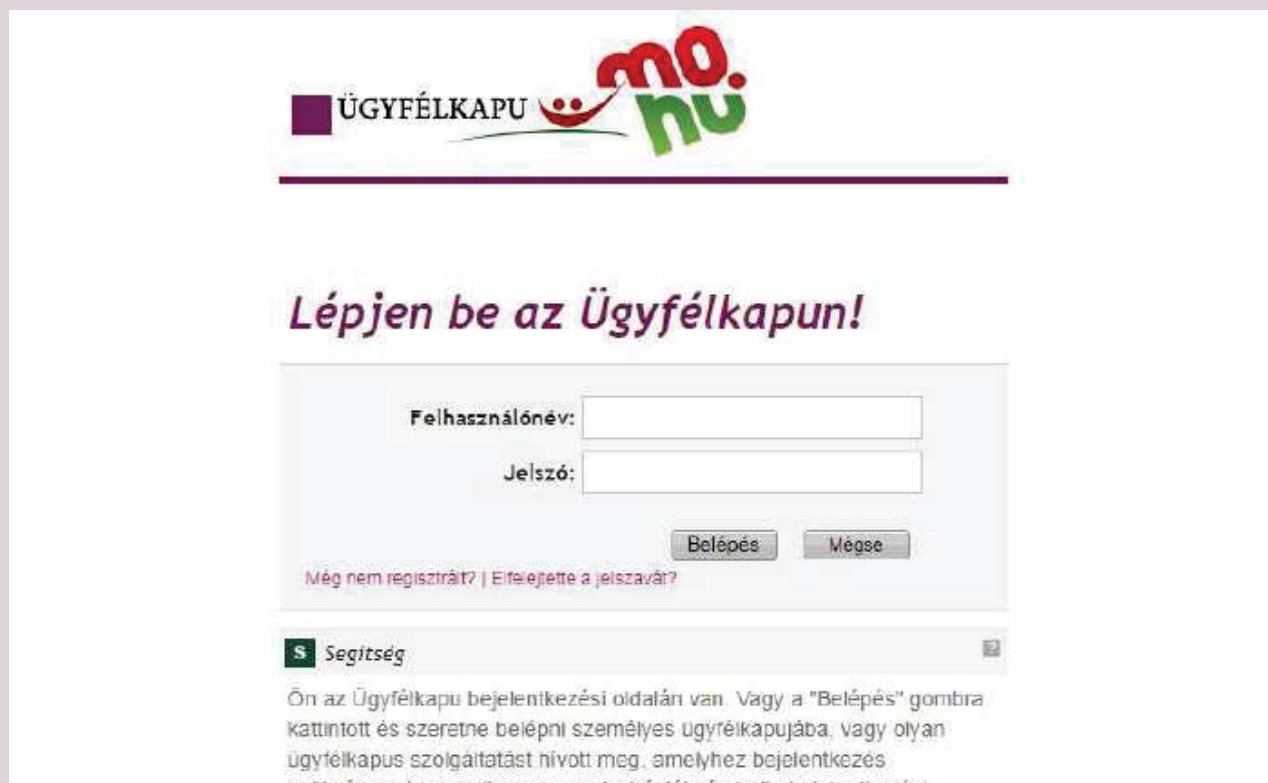 ÜGYFÉLKAPU
mo.
hu
Lépjen be az Ügyfélkapun!
Felhasználónév:
Jelszó:
Belépés Mégse
Még nem regisztrált? | Elfelejtette a jelszavát?
S Segítség ?
Ön az Ügyfélkapu bejelentkezési oldalán van. Vagy a "Belépés" gombra
kattintott és szeretne belépni személyes ügyfélkapujába, vagy olyan
ügyfélkapus szolgáltatást hívott meg, amelyhez bejelentkezés